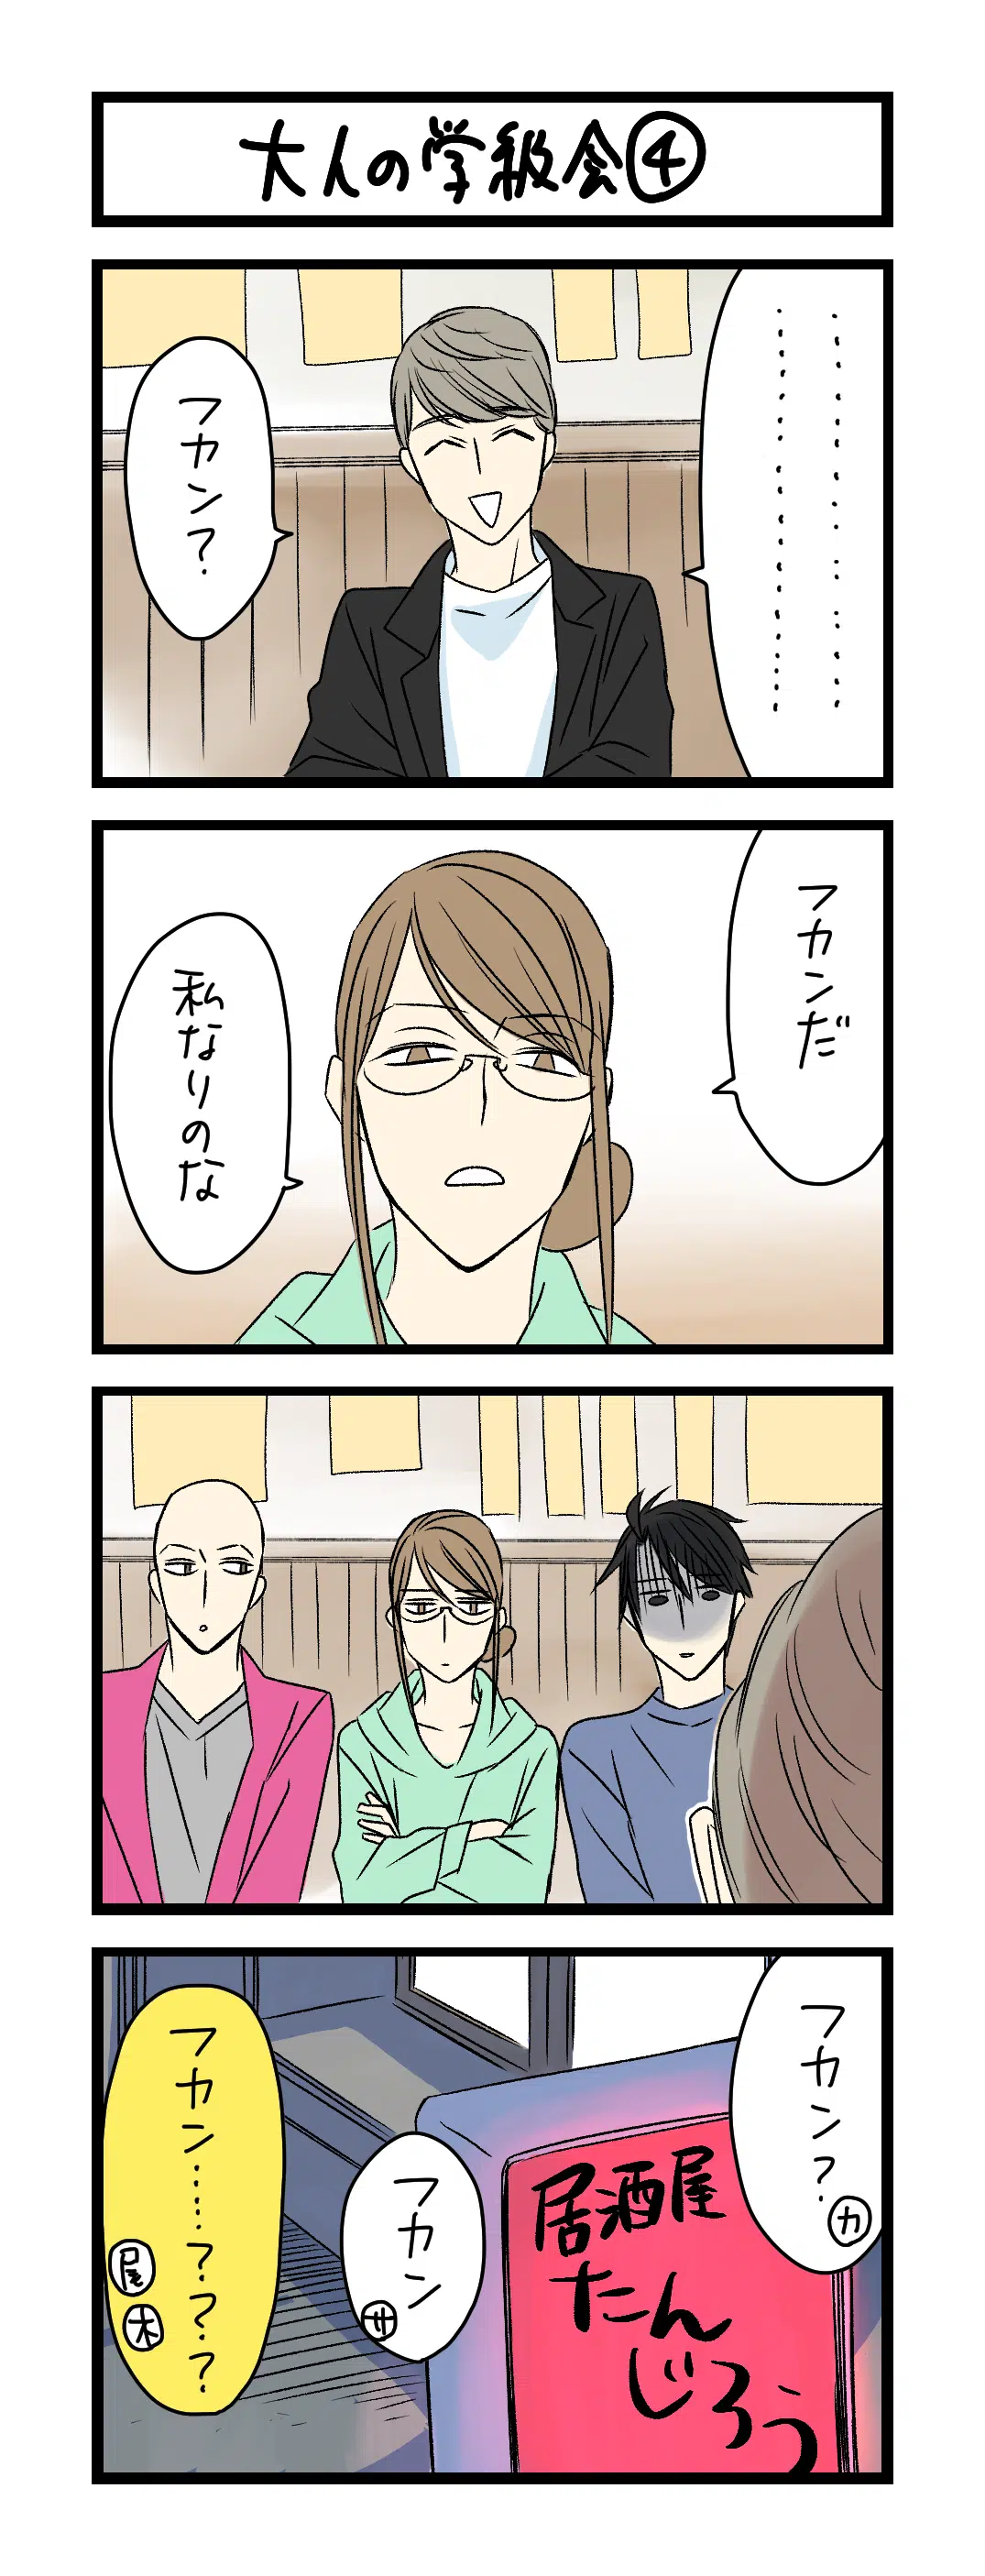 大人の学級会④
…………………
…………………
フカン?
フカンだ
私なりのな
フカン?
カ
フカン
サ
フカン……???
尾
木
居酒屋
たん
じろう